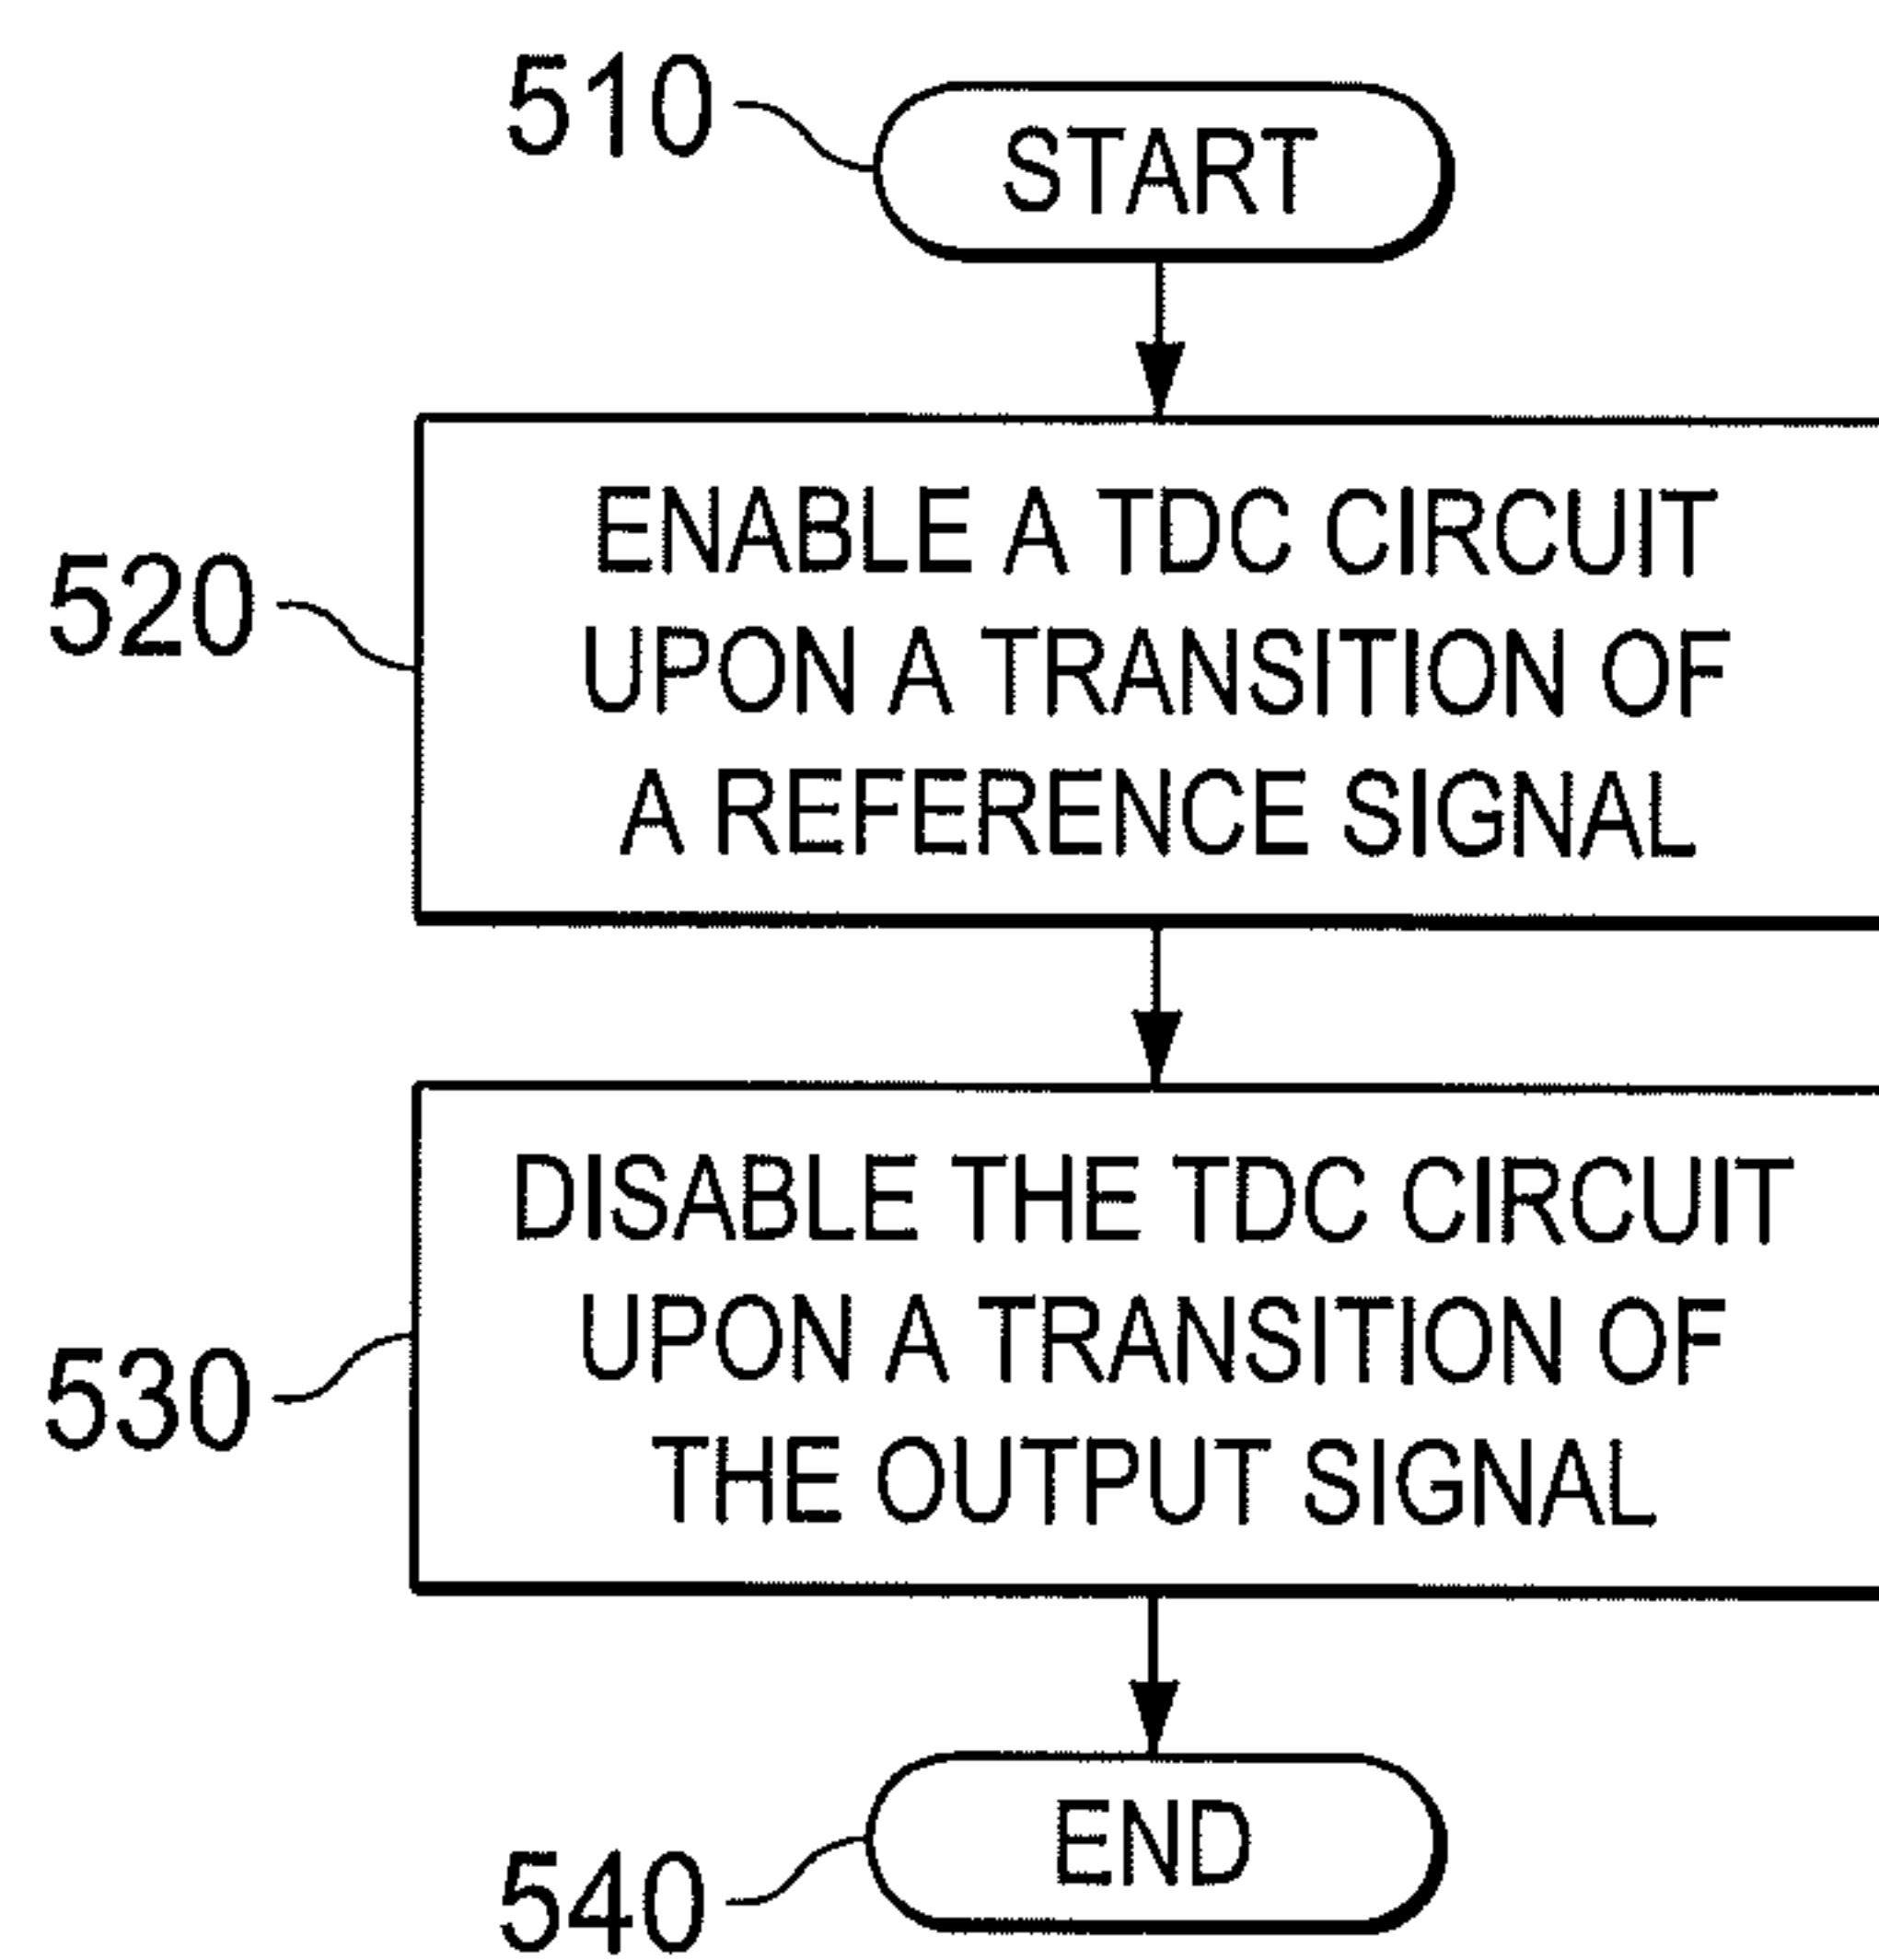 510
START
520
ENABLE A TDC CIRCUIT
UPON A TRANSITION OF
A REFERENCE SIGNAL
530
DISABLE THE TDC CIRCUIT
UPON A TRANSITION OF
THE OUTPUT SIGNAL
540
END